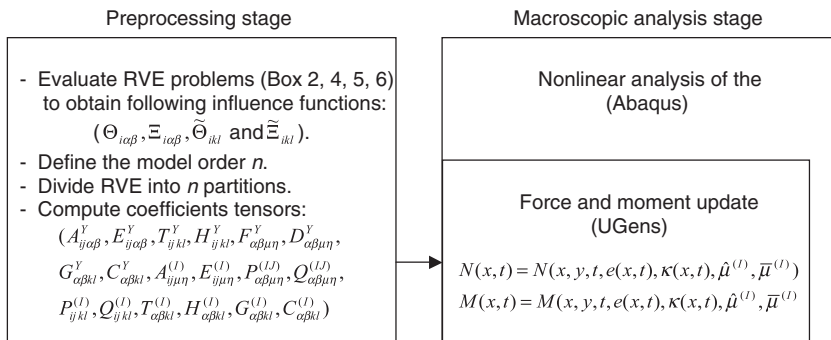 Preprocessing stage
- Evaluate RVE problems (Box 2, 4, 5, 6)
to obtain following influence functions:
(Θ_{iαβ}, Ξ_{iαβ}, Θ̃_{ikl} and Ξ̃_{ikl}).
- Define the model order n.
- Divide RVE into n partitions.
- Compute coefficients tensors:
(A^Y_{ijαβ}, E^Y_{ijαβ}, T^Y_{ijkl}, H^Y_{ijkl}, F^Y_{αβμη}, D^Y_{αβμη},
G^Y_{αβkl}, C^Y_{αβkl}, A^{(I)}_{ijμη}, E^{(I)}_{ijμη}, P^{(IJ)}_{αβμη}, Q^{(IJ)}_{αβμη},
P^{(I)}_{ijkl}, Q^{(I)}_{ijkl}, T^{(I)}_{αβkl}, H^{(I)}_{αβkl}, G^{(I)}_{αβkl}, C^{(I)}_{αβkl})
Macroscopic analysis stage
Nonlinear analysis of the
(Abaqus)
Force and moment update
(UGens)
N(x,t) = N(x, y,t,e(x,t), κ(x,t), μ̂^{(I)}, μ̄^{(I)})
M(x,t) = M(x, y,t,e(x,t), κ(x,t), μ̂^{(I)}, μ̄^{(I)}